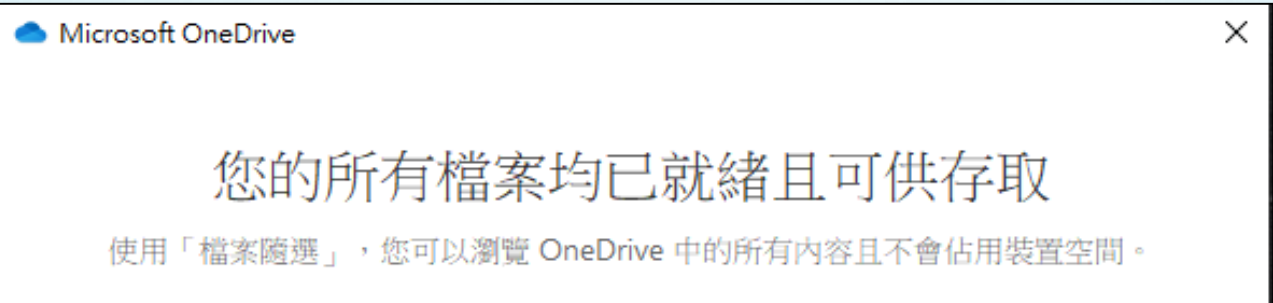 Microsoft OneDrive
您的所有檔案均已就緒且可供存取
使用「檔案隨選」，您可以瀏覽 OneDrive 中的所有內容且不會佔用裝置空間。